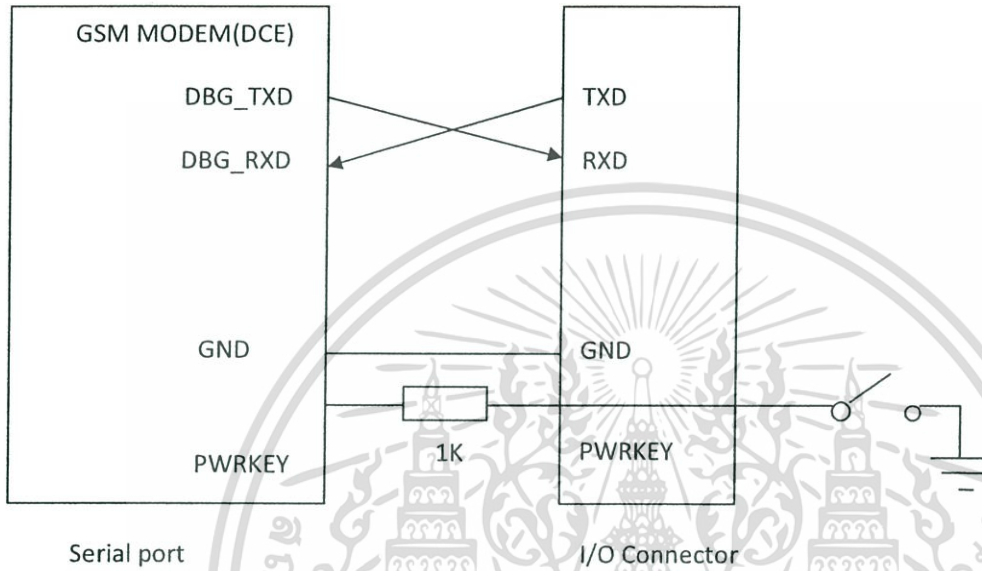 GSM MODEM(DCE)
DBG_TXD
TXD
DBG_RXD
RXD
GND
GND
1K
PWRKEY
PWRKEY
Serial port
I/O Connector